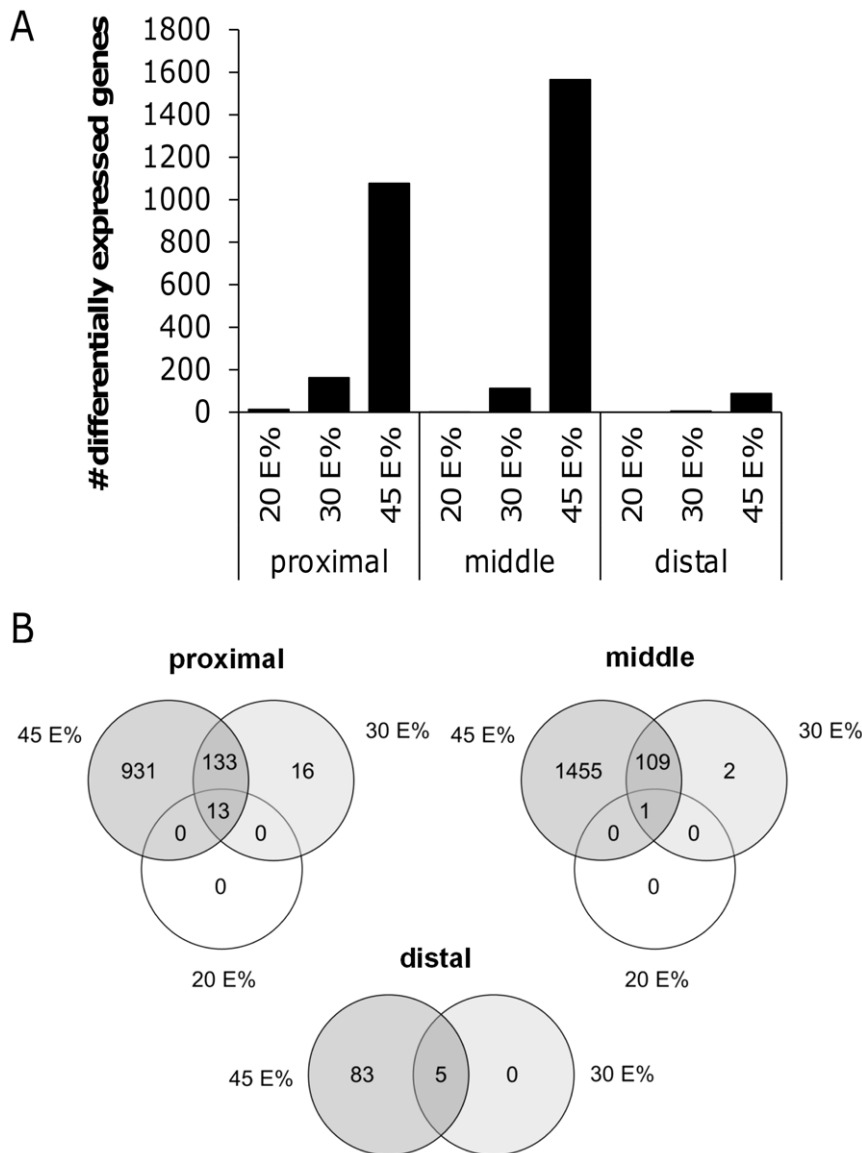 A
#differentially expressed genes
1800
1600
1400
1200
1000
800
600
400
200
0
20 E%
30 E%
45 E%
20 E%
30 E%
45 E%
20 E%
30 E%
45 E%
proximal
middle
distal
B
proximal
45 E%
30 E%
931
133
16
13
0
0
0
20 E%
middle
45 E%
30 E%
1455
109
2
1
0
0
0
20 E%
distal
45 E%
83
5
0
30 E%